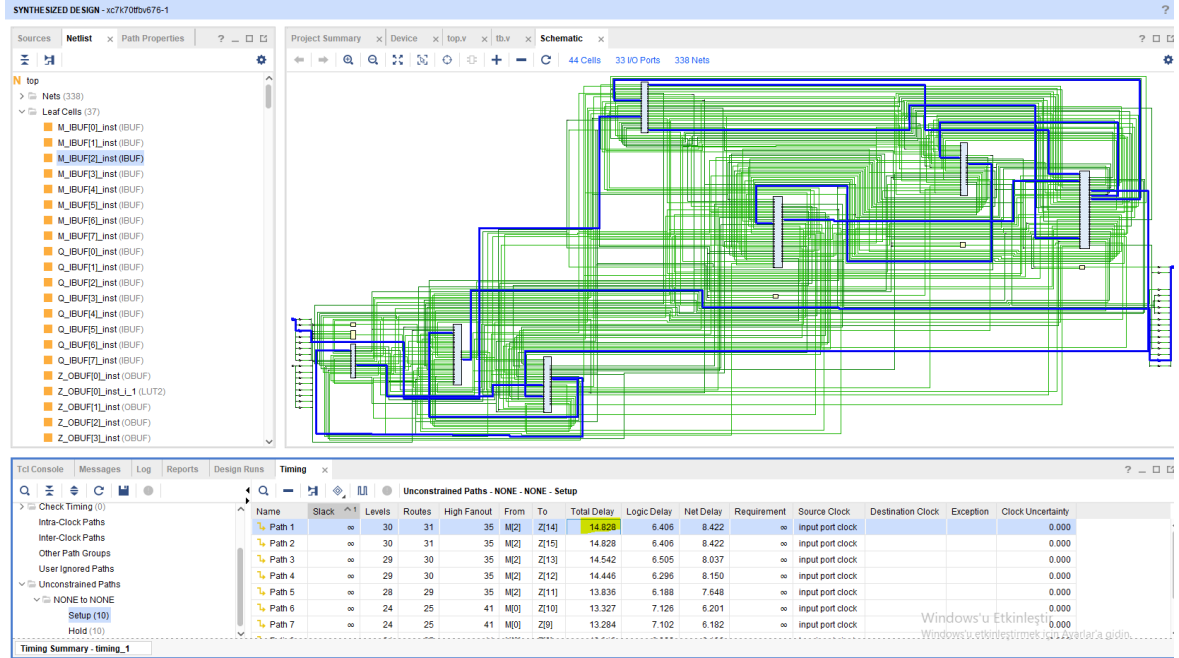 SYNTHESIZED DESIGN - xc7k70tfbv676-1 ?
Sources Netlist × Path Properties ? _
Project Summary × Device × top.v × tb.v × Schematic × ?
44 Cells 33 I/O Ports 338 Nets
N top
> Nets (338)
Leaf Cells (37)
M_IBUF[0]_inst (IBUF)
M_IBUF[1]_inst (IBUF)
M_IBUF[2]_inst (IBUF)
M_IBUF[3]_inst (IBUF)
M_IBUF[4]_inst (IBUF)
M_IBUF[5]_inst (IBUF)
M_IBUF[6]_inst (IBUF)
M_IBUF[7]_inst (IBUF)
Q_IBUF[0]_inst (IBUF)
Q_IBUF[1]_inst (IBUF)
Q_IBUF[2]_inst (IBUF)
Q_IBUF[3]_inst (IBUF)
Q_IBUF[4]_inst (IBUF)
Q_IBUF[5]_inst (IBUF)
Q_IBUF[6]_inst (IBUF)
Q_IBUF[7]_inst (IBUF)
Z_OBUF[0]_inst (OBUF)
Z_OBUF[0]_inst_i_1 (LUT2)
Z_OBUF[1]_inst (OBUF)
Z_OBUF[2]_inst (OBUF)
Z_OBUF[3]_inst (OBUF)
Tcl Console Messages Log Reports Design Runs Timing × ? _
Unconstrained Paths - NONE - NONE - Setup
Check Timing (0)
Intra-Clock Paths
Inter-Clock Paths
Other Path Groups
User Ignored Paths
Unconstrained Paths
NONE to NONE
Setup (10)
Hold (10)
Name Slack ^1 Levels Routes High Fanout From To Total Delay Logic Delay Net Delay Requirement Source Clock Destination Clock Exception Clock Uncertainty
Path 1 ∞ 30 31 35 M[2] Z[14] 14.828 6.406 8.422 ∞ input port clock 0.000
Path 2 ∞ 30 31 35 M[2] Z[15] 14.828 6.406 8.422 ∞ input port clock 0.000
Path 3 ∞ 29 30 35 M[2] Z[13] 14.542 6.505 8.037 ∞ input port clock 0.000
Path 4 ∞ 29 30 35 M[2] Z[12] 14.446 6.296 8.150 ∞ input port clock 0.000
Path 5 ∞ 28 29 35 M[2] Z[11] 13.836 6.188 7.648 ∞ input port clock 0.000
Path 6 ∞ 24 25 41 M[0] Z[10] 13.327 7.126 6.201 ∞ input port clock 0.000
Path 7 ∞ 24 25 41 M[0] Z[9] 13.284 7.102 6.182 ∞ input port clock 0.000
Windows'u Etkinleştir
Windows'u etkinleştirmek için Ayarlar'a gidin.
Timing Summary - timing_1